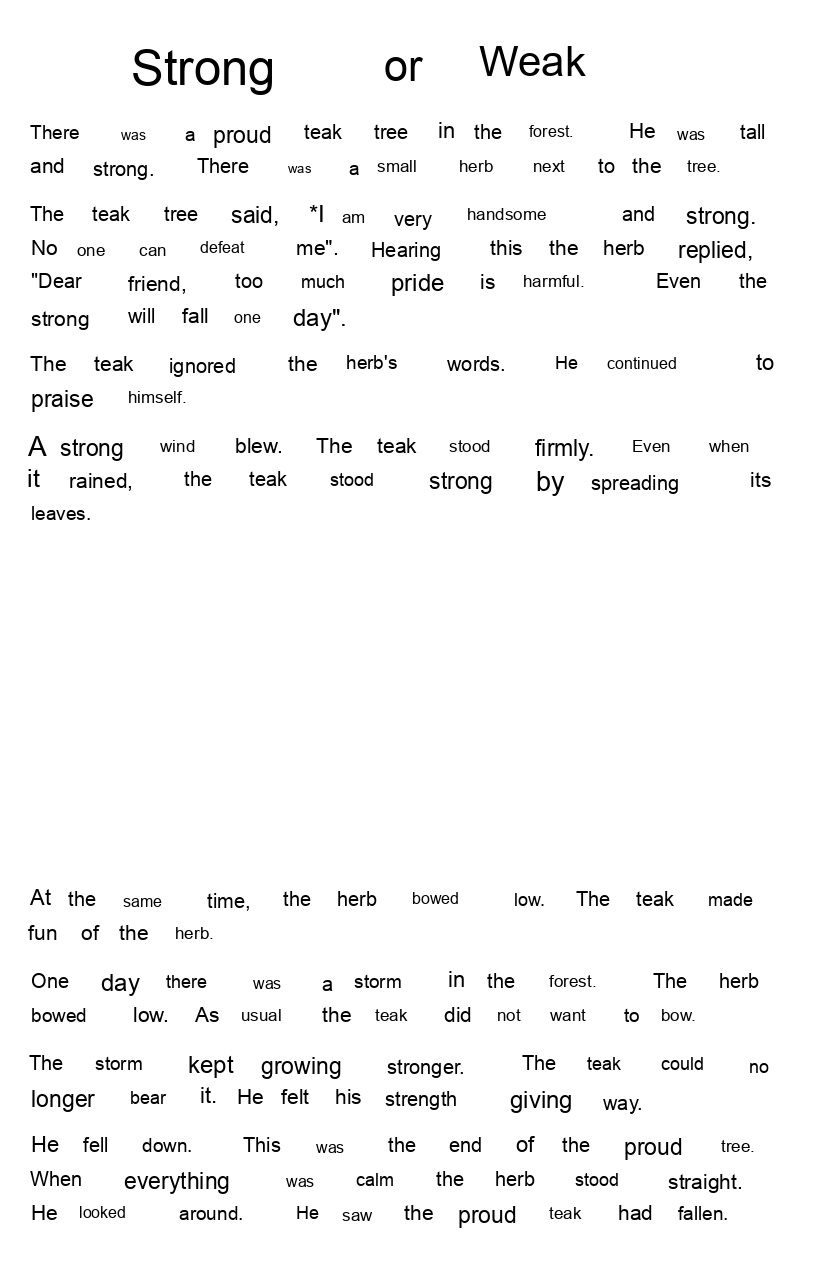 Strong or Weak
There was a proud teak tree in the forest. He was tall
and strong. There was a small herb next to the tree.
The teak tree said, *I am very handsome and strong.
No one can defeat me". Hearing this the herb replied,
"Dear friend, too much pride is harmful. Even the
strong will fall one day".
The teak ignored the herb's words. He continued to
praise himself.
A strong wind blew. The teak stood firmly. Even when
it rained, the teak stood strong by spreading its
leaves.
At the same time, the herb bowed low. The teak made
fun of the herb.
One day there was a storm in the forest. The herb
bowed low. As usual the teak did not want to bow.
The storm kept growing stronger. The teak could no
longer bear it. He felt his strength giving way.
He fell down. This was the end of the proud tree.
When everything was calm the herb stood straight.
He looked around. He saw the proud teak had fallen.